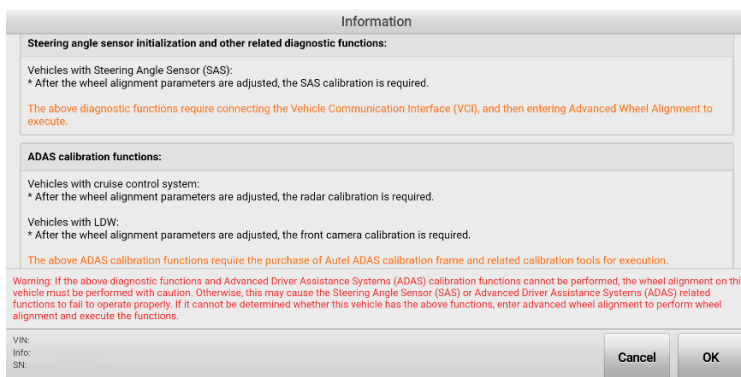 Information
Steering angle sensor initialization and other related diagnostic functions:
Vehicles with Steering Angle Sensor (SAS):
* After the wheel alignment parameters are adjusted, the SAS calibration is required.
The above diagnostic functions require connecting the Vehicle Communication Interface (VCI), and then entering Advanced Wheel Alignment to
execute.
ADAS calibration functions:
Vehicles with cruise control system:
* After the wheel alignment parameters are adjusted, the radar calibration is required.
Vehicles with LDW:
* After the wheel alignment parameters are adjusted, the front camera calibration is required.
The above ADAS calibration functions require the purchase of Autel ADAS calibration frame and related calibration tools for execution.
Warning: If the above diagnostic functions and Advanced Driver Assistance Systems (ADAS) calibration functions cannot be performed, the wheel alignment on thi
vehicle must be performed with caution. Otherwise, this may cause the Steering Angle Sensor (SAS) or Advanced Driver Assistance Systems (ADAS) related
functions to fail to operate properly. If it cannot be determined whether this vehicle has the above functions, enter advanced wheel alignment to perform wheel
alignment and execute the functions.
VIN:
Info:
SN:
Cancel
OK